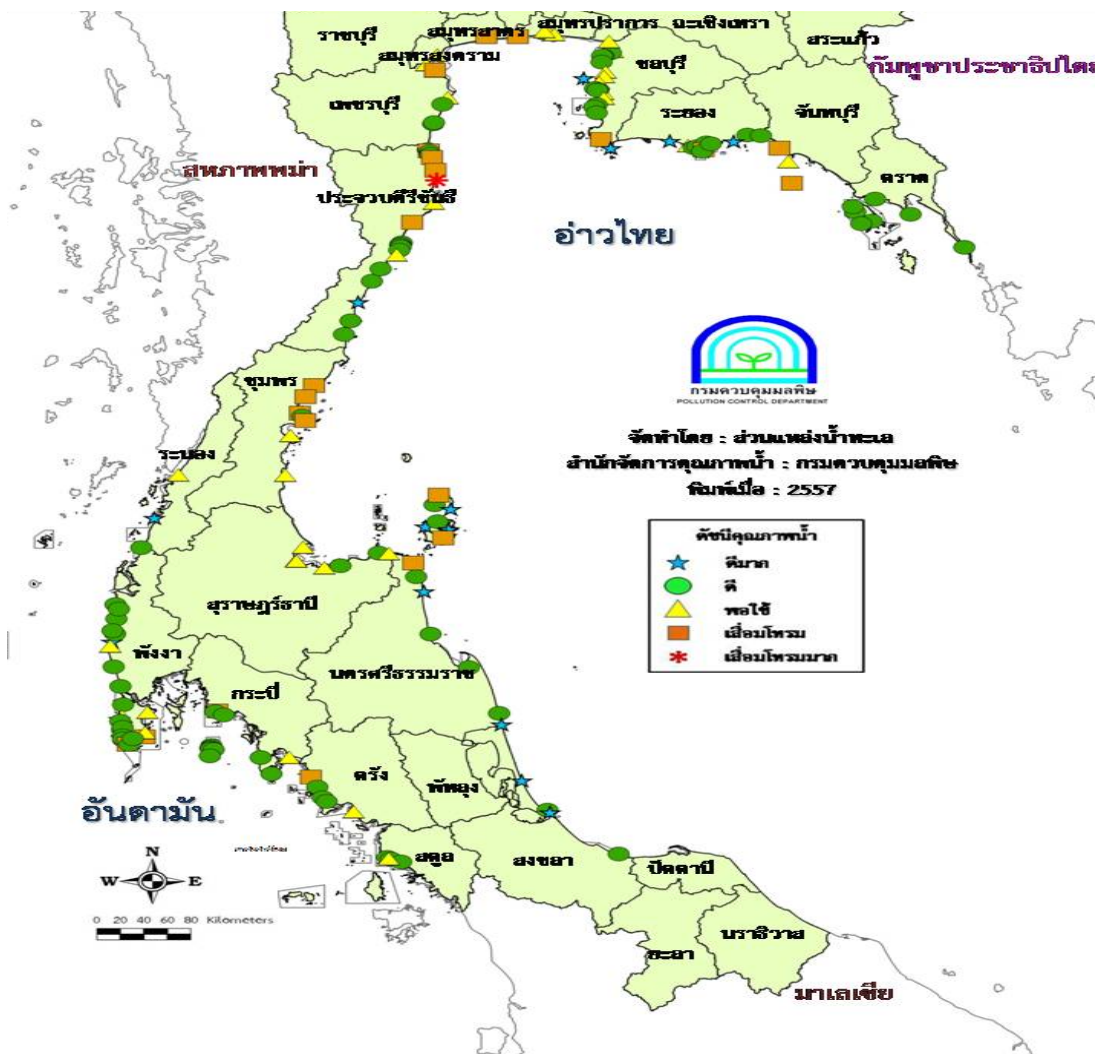 สมุทรสาคร สมุทรปราการ ฉะเชิงเทรา
ราชบุรี
สระแก้ว
สมุทรสงคราม
ชลบุรี
กัมพูชาประชาธิปไตย
เพชรบุรี
ระยอง
จันทบุรี
สหภาพพม่า
ตราด
ประจวบคีรีขันธ์
อ่าวไทย
ชุมพร
กรมควบคุมมลพิษ
POLLUTION CONTROL DEPARTMENT
จัดทำโดย : ส่วนแหล่งน้ำทะเล
สำนักจัดการคุณภาพน้ำ : กรมควบคุมมลพิษ
พิมพ์เมื่อ : 2557
ระนอง
ดัชนีคุณภาพน้ำ
ดีมาก
ดี
พอใช้
เสื่อมโทรม
เสื่อมโทรมมาก
สุราษฎร์ธานี
พังงา
นครศรีธรรมราช
กระบี่
ตรัง
พัทลุง
อันดามัน
สตูล
สงขลา
ปัตตานี
N
W E
S
0 20 40 60 80 Kilometers
นราธิวาส
ยะลา
มาเลเซีย